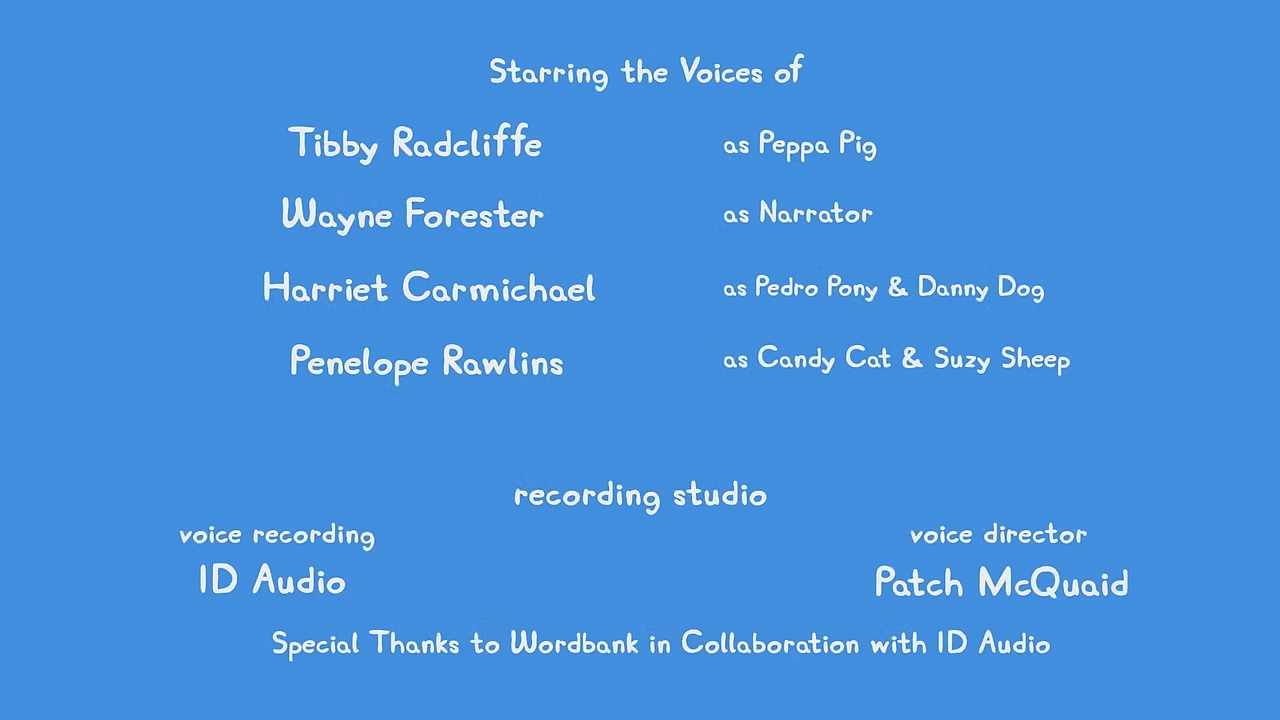 Starring the Voices of
Tibby Radcliffe as Peppa Pig
Wayne Forester as Narrator
Harriet Carmichael as Pedro Pony & Danny Dog
Penelope Rawlins as Candy Cat & Suzy Sheep
recording studio
voice recording voice director
ID Audio Patch McQuaid
Special Thanks to Wordbank in Collaboration with ID Audio